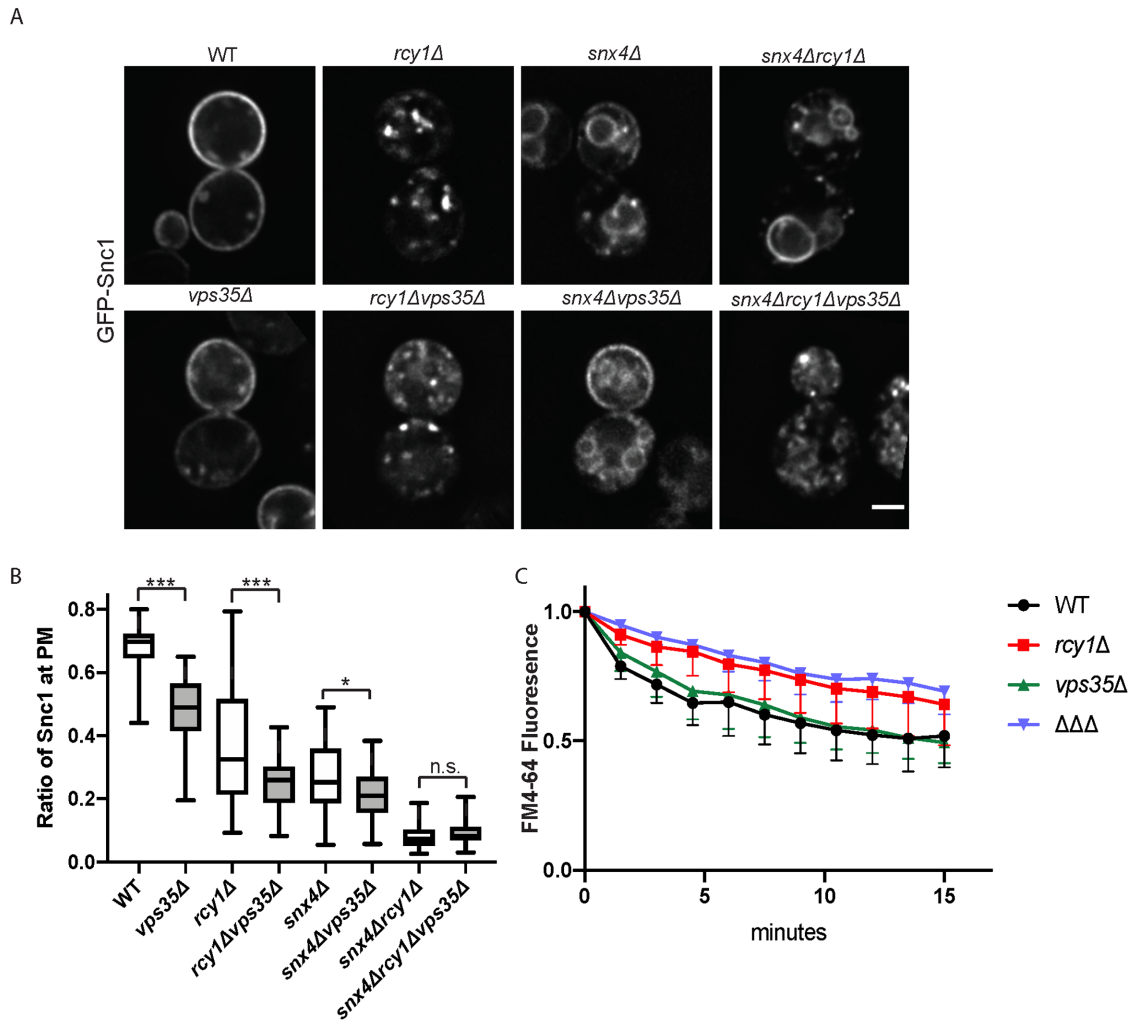 A
WT
rcy1Δ
snx4Δ
snx4Δrcy1Δ
GFP-Snc1
vps35Δ
rcy1Δvps35Δ
snx4Δvps35Δ
snx4Δrcy1Δvps35Δ
B
***
***
*
n.s.
Ratio of Snc1 at PM
0.8
0.6
0.4
0.2
0.0
WT
vps35Δ
rcy1Δ
rcy1Δvps35Δ
snx4Δ
snx4Δvps35Δ
snx4Δrcy1Δ
snx4Δrcy1Δvps35Δ
C
FM4-64 Fluoresence
1.0
0.5
0.0
0
5
10
15
minutes
WT
rcy1Δ
vps35Δ
ΔΔΔ